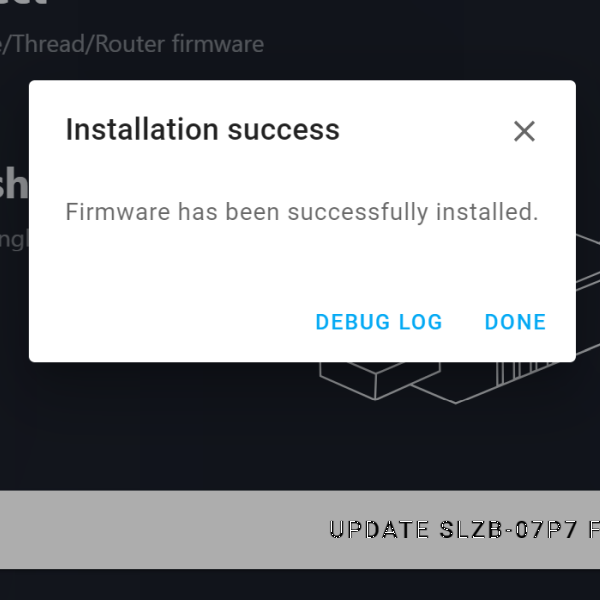 e/Thread/Router firmware
Installation success
Firmware has been successfully installed.
DEBUG LOG
DONE
UPDATE SLZB-07P7 F